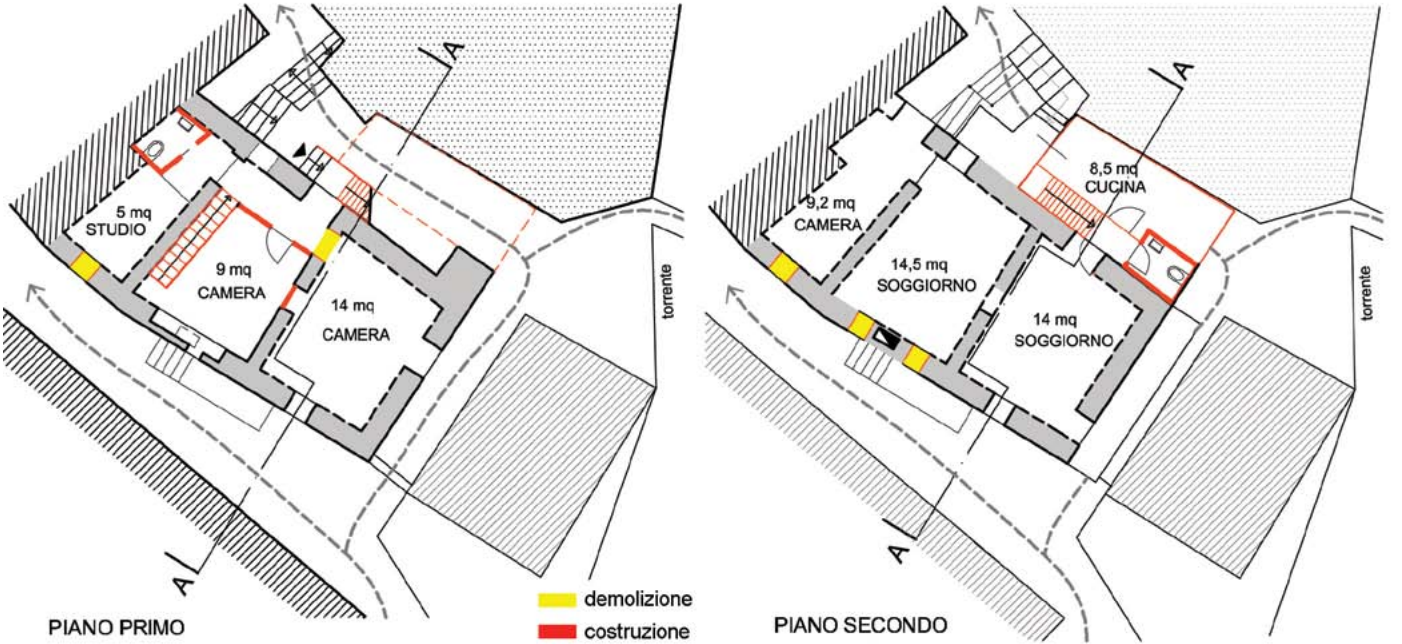 A
5 mq
STUDIO
9 mq
CAMERA
14 mq
CAMERA
A
PIANO PRIMO
demolizione
costruzione
A
8,5 mq
CUCINA
9,2 mq
CAMERA
14,5 mq
SOGGIORNO
14 mq
SOGGIORNO
torrente
torrente
A
PIANO SECONDO